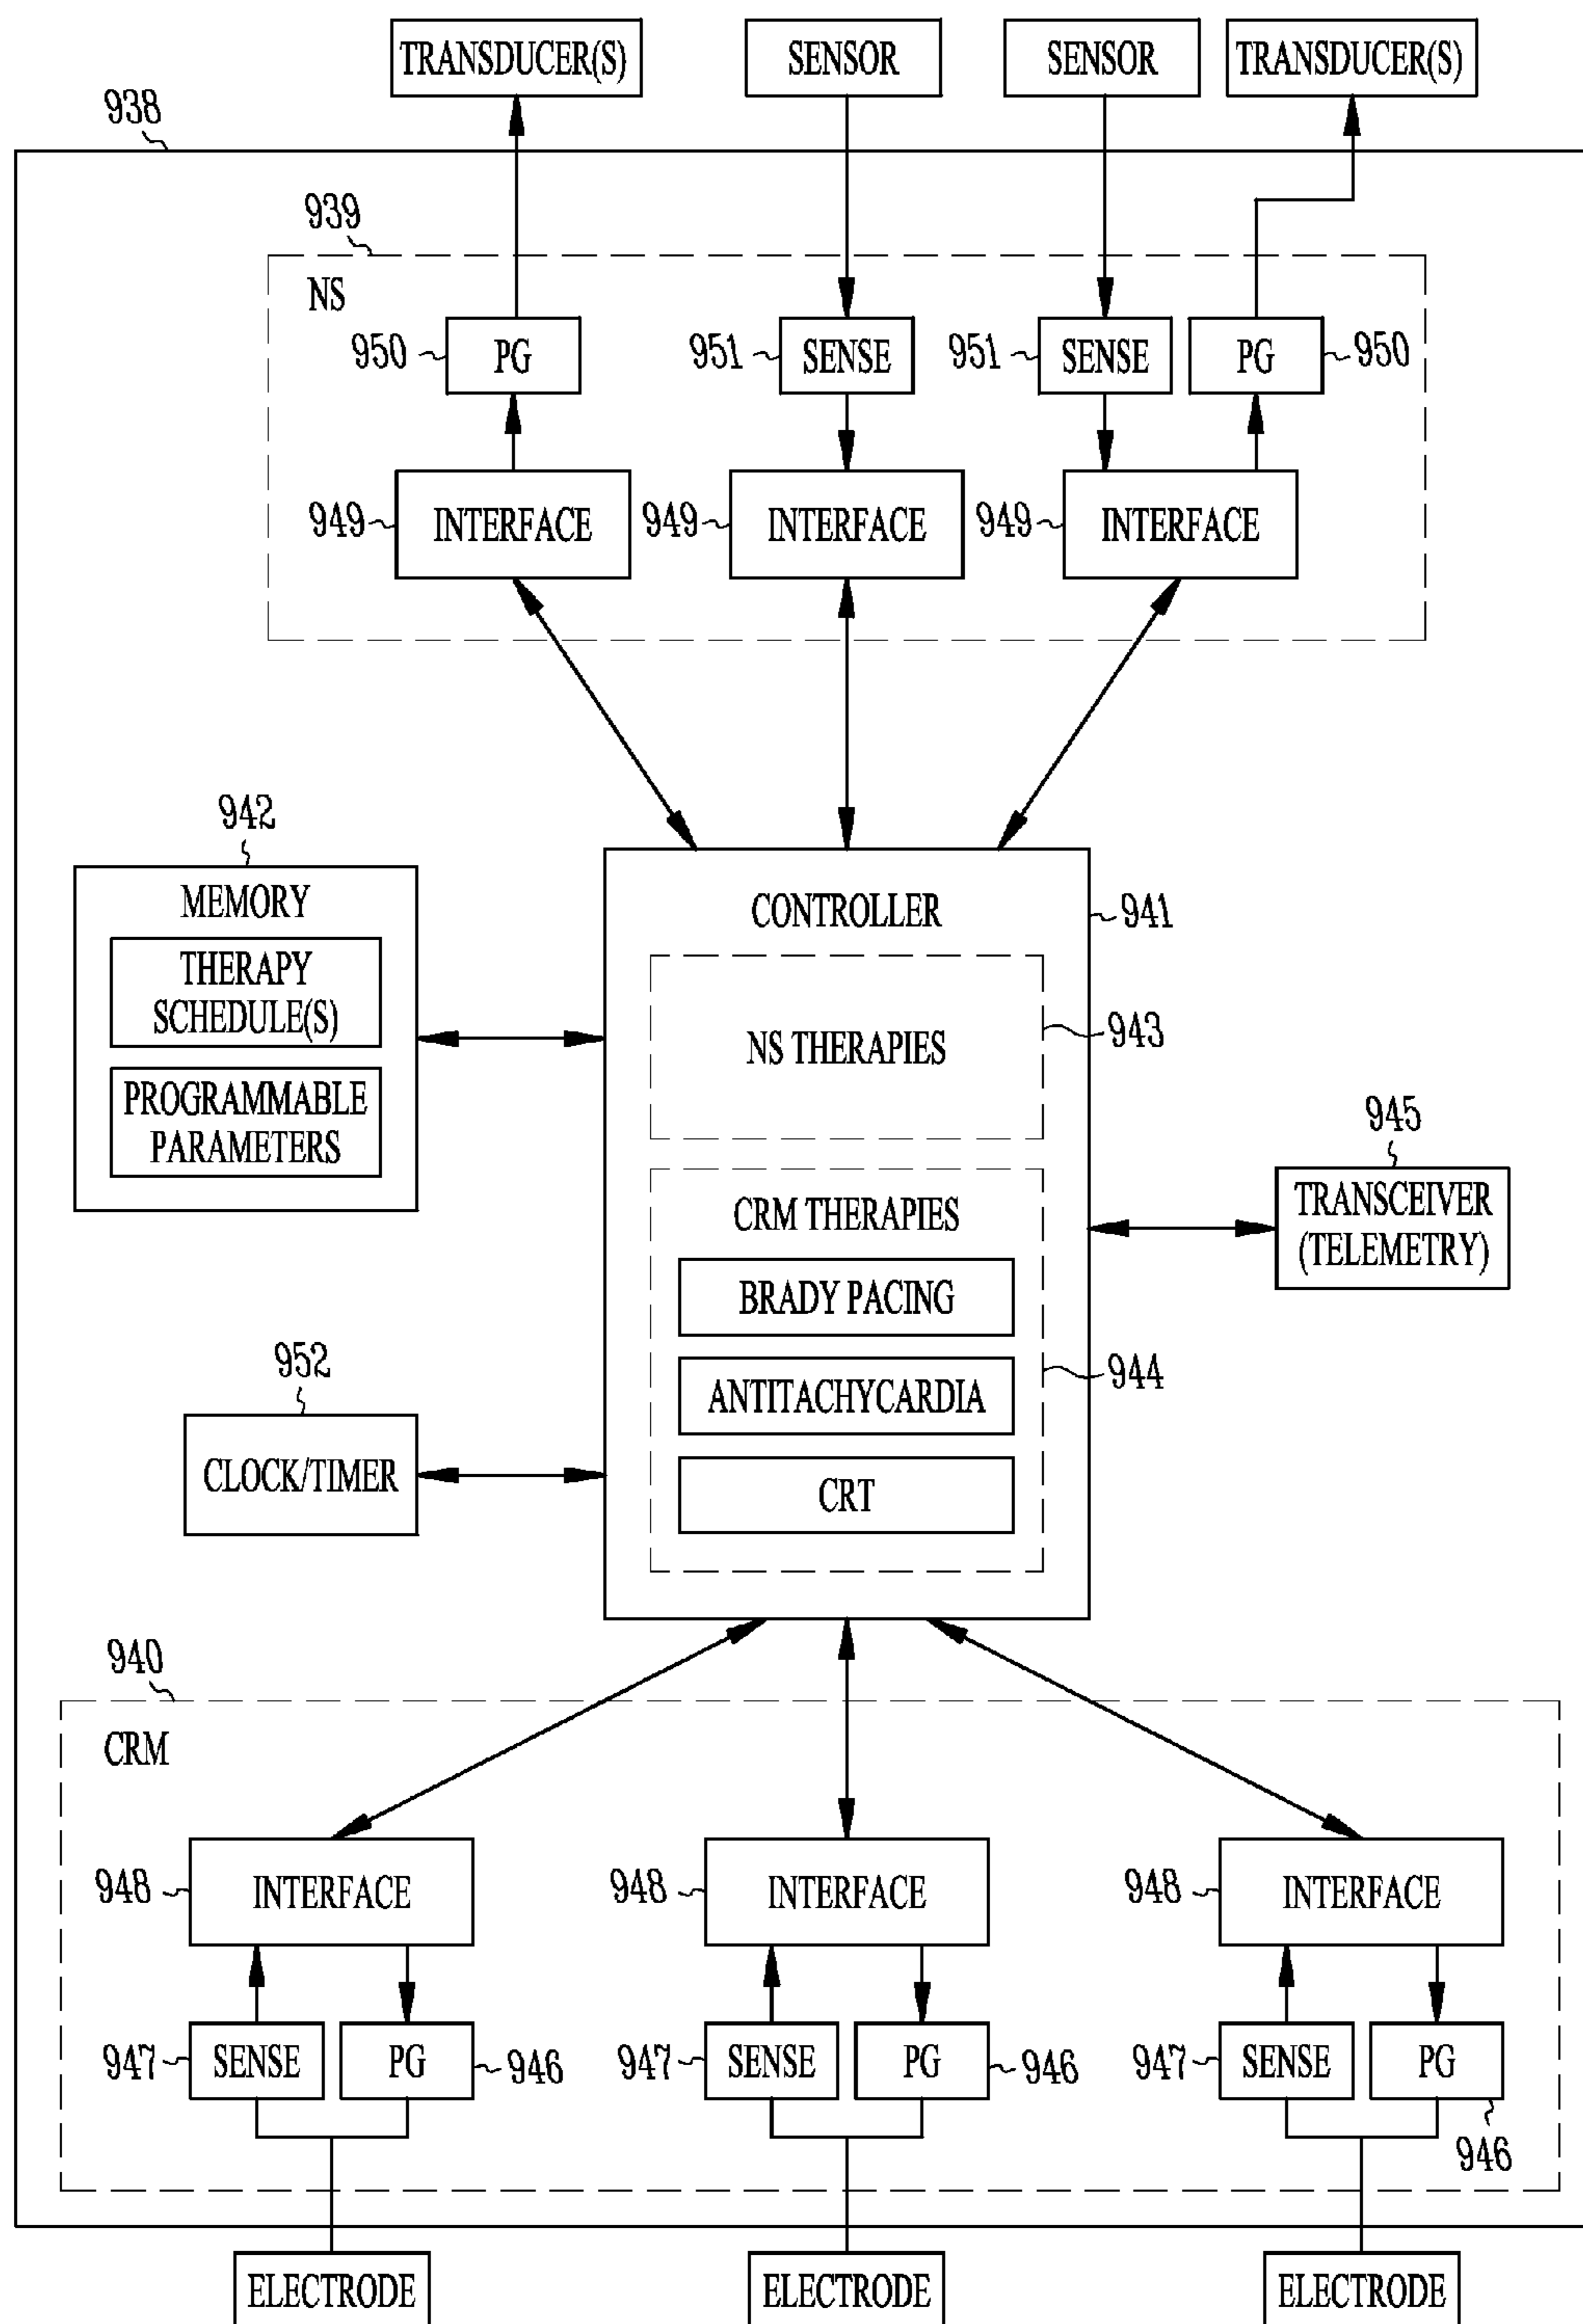 TRANSDUCER(S)
SENSOR
SENSOR
TRANSDUCER(S)
938
939
NS
950
PG
951
SENSE
951
SENSE
PG
950
949
INTERFACE
949
INTERFACE
949
INTERFACE
942
MEMORY
THERAPY
SCHEDULE(S)
PROGRAMMABLE
PARAMETERS
CONTROLLER
941
NS THERAPIES
943
945
TRANSCEIVER
(TELEMETRY)
CRM THERAPIES
BRADY PACING
ANTITACHYCARDIA
944
CRT
952
CLOCK/TIMER
940
CRM
948
INTERFACE
948
INTERFACE
948
INTERFACE
947
SENSE
PG
946
947
SENSE
PG
946
947
SENSE
PG
946
ELECTRODE
ELECTRODE
ELECTRODE